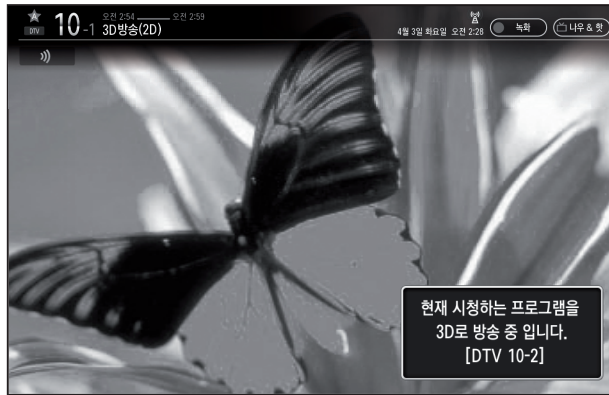 오전 2:54 오전 2:59
DTV 10-1 3D방송(2D)
4월 3일 화요일 오전 2:28
녹화
나우 & 핫
현재 시청하는 프로그램을
3D로 방송 중 입니다.
[DTV 10-2]